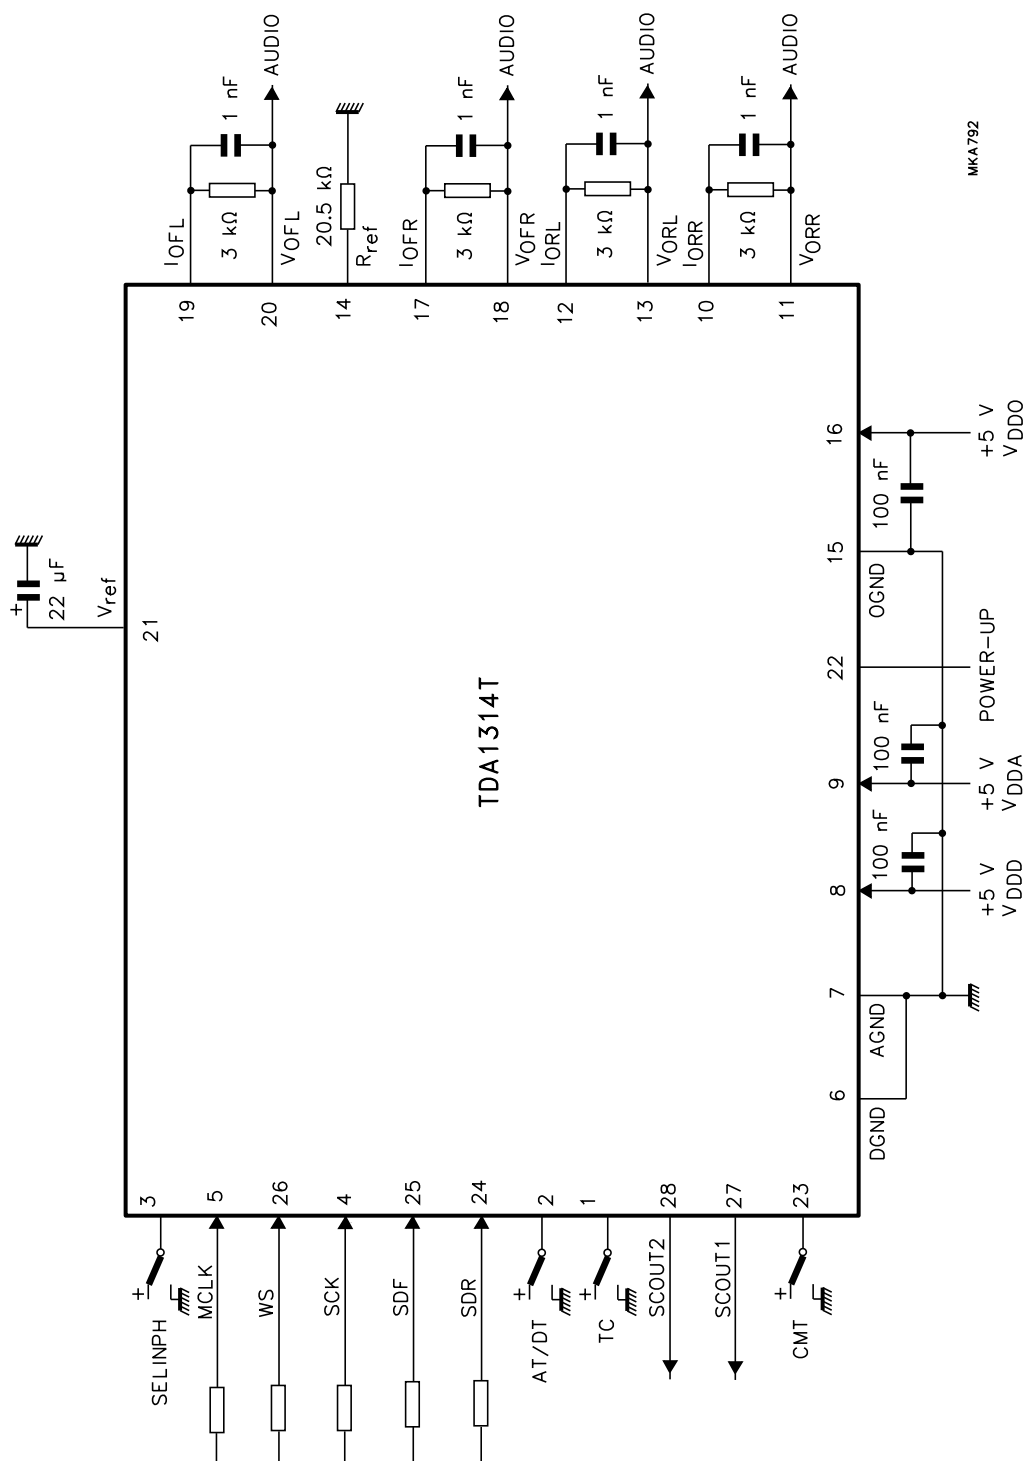 SELINPH
3
MCLK
5
WS
26
SCK
4
SDF
25
SDR
24
AT/DT
2
TC
1
SCOUT2
28
SCOUT1
27
CMT
23
+
+
+
+
+
22 µF
Vref
21
TDA1314T
19
IOFL
3 kΩ
1 nF
20
VOFL
AUDIO
14
Rref
20.5 kΩ
17
IOFR
3 kΩ
1 nF
18
VOFR
AUDIO
12
IORL
3 kΩ
1 nF
13
VORL
AUDIO
10
IORR
3 kΩ
1 nF
11
VORR
AUDIO
6
DGND
7
AGND
8
100 nF
+5 V
VDDD
9
100 nF
+5 V
VDDA
22
POWER-UP
15
OGND
100 nF
16
+5 V
VDDO
MKA792